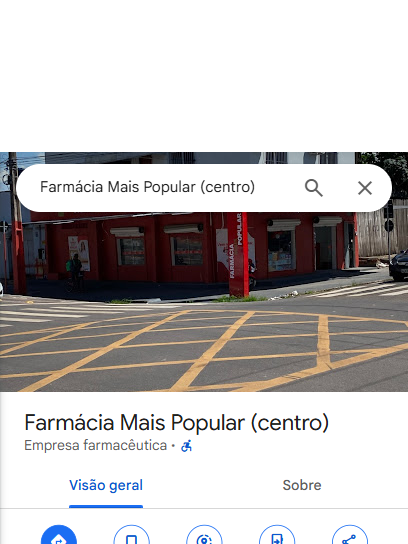 Farmácia Mais Popular (centro)
FARMÁCIA
POPULAR
Farmácia Mais Popular (centro)
Empresa farmacêutica •
Visão geral
Sobre